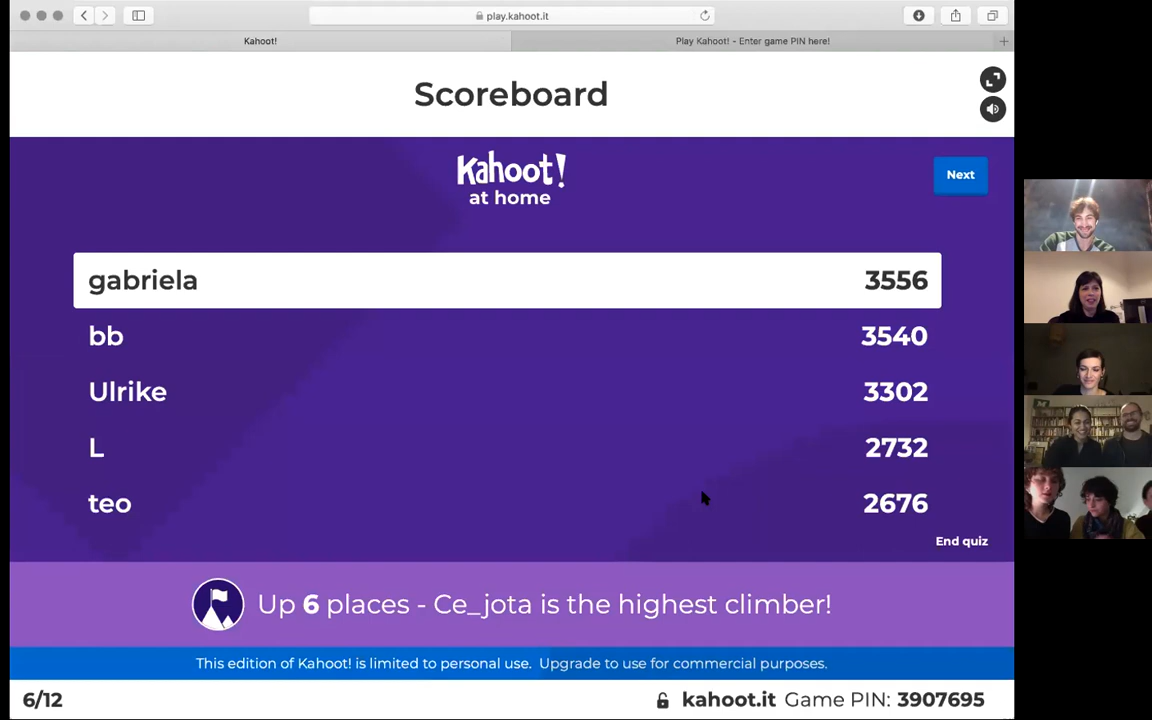 play.kahoot.it
Kahoot!
Play Kahoot! - Enter game PIN here!
Scoreboard
Kahoot!
at home
Next
gabriela 3556
bb 3540
Ulrike 3302
L 2732
teo 2676
End quiz
Up 6 places - Ce_jota is the highest climber!
This edition of Kahoot! is limited to personal use. Upgrade to use for commercial purposes.
6/12
kahoot.it Game PIN: 3907695